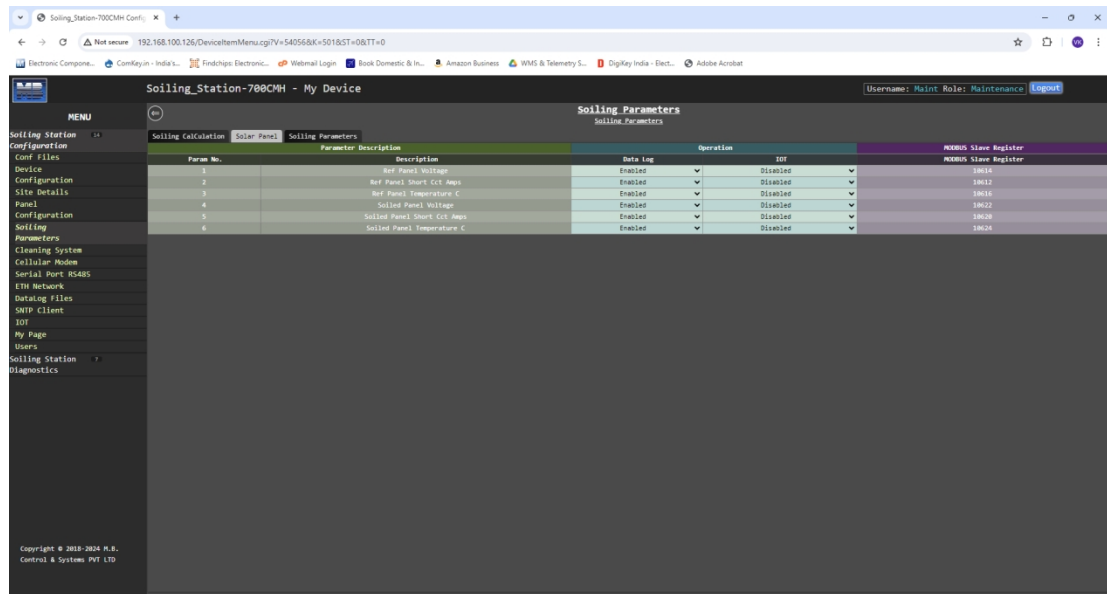 Soiling_Station-700CMH Config
Not secure 192.168.100.126/DeviceItemMenu.cgi?V=54056&K=501&ST=0&TT=0
VK
Electronic Compone... ComKey.in - India's... Findchips: Electronic... Webmail Login Book Domestic & In... Amazon Business WMS & Telemetry S... DigiKey India - Elect... Adobe Acrobat
MB
Soiling_Station-700CMH - My Device
Username: Maint Role: Maintenance Logout
MENU
Soiling Station 14
Configuration
Conf Files
Device
Configuration
Site Details
Panel
Configuration
Soiling
Parameters
Cleaning System
Cellular Modem
Serial Port RS485
ETH Network
DataLog Files
SNTP Client
IOT
My Page
Users
Soiling Station
Diagnostics
Copyright © 2018-2024 M.B.
Control & Systems PVT LTD
Soiling Parameters
Soiling Parameters
Soiling CalCulation Solar Panel Soiling Parameters
Parameter Description Operation MODBUS Slave Register
Param No. Description Data Log IOT MODBUS Slave Register
1 Ref Panel Voltage Enabled Disabled 10614
2 Ref Panel Short Cct Amps Enabled Disabled 10612
3 Ref Panel Temperature C Enabled Disabled 10616
4 Soiled Panel Voltage Enabled Disabled 10622
5 Soiled Panel Short Cct Amps Enabled Disabled 10620
6 Soiled Panel Temperature C Enabled Disabled 10624